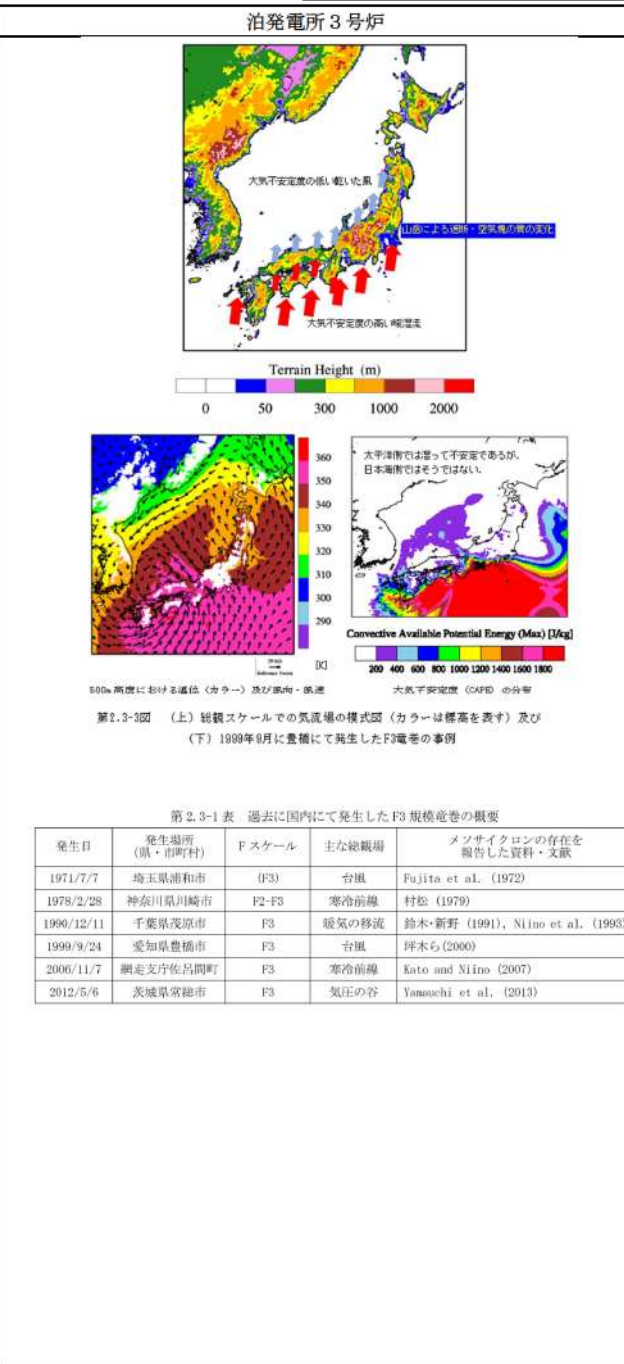 泊発電所3号炉
大気不安定度の低い乾いた風
山岳による遮断・空気塊の質の変化
大気不安定度の高い暖湿流
Terrain Height (m)
0 50 300 1000 2000
360
350
340
330
320
310
300
290
[K]
500m高度における温位（カラー）及び風向・風速
太平洋側では湿って不安定であるが、
日本海側ではそうではない。
Convective Available Potential Energy (Max) [J/kg]
200 400 600 800 1000 1200 1400 1600 1800
大気不安定度（CAPE）の分布
第2.3-3図 （上）総観スケールでの気流場の模式図（カラーは標高を表す）及び
（下）1999年9月に豊橋にて発生したF3竜巻の事例
第2.3-1表 過去に国内にて発生したF3規模竜巻の概要
発生日 発生場所（県・市町村） Fスケール 主な総観場 メソサイクロンの存在を報告した資料・文献
1971/7/7 埼玉県浦和市 (F3) 台風 Fujita et al. (1972)
1978/2/28 神奈川県川崎市 F2-F3 寒冷前線 村松 (1979)
1990/12/11 千葉県茂原市 F3 暖気の移流 鈴木・新野 (1991), Niino et al. (1993)
1999/9/24 愛知県豊橋市 F3 台風 坪木ら(2000)
2006/11/7 網走支庁佐呂間町 F3 寒冷前線 Kato and Niino (2007)
2012/5/6 茨城県常総市 F3 気圧の谷 Yamauchi et al. (2013)